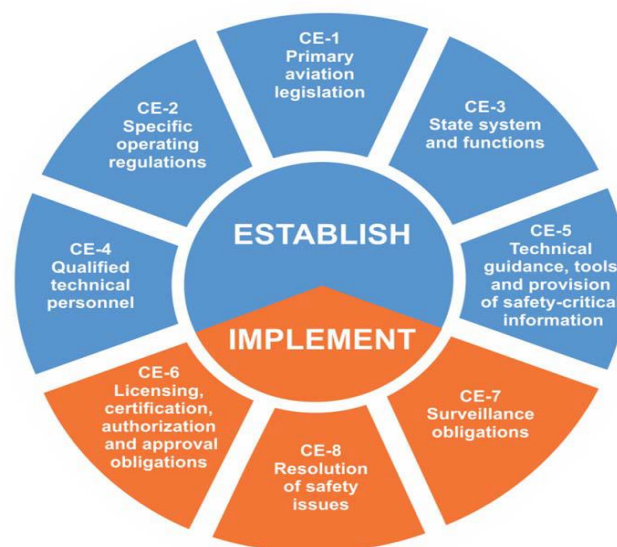 CE-1
Primary
aviation
legislation
CE-2
Specific
operating
regulations
CE-3
State system
and functions
ESTABLISH
CE-4
Qualified
technical
personnel
CE-5
Technical
guidance, tools
and provision
of safety-critical
information
IMPLEMENT
CE-6
Licensing,
certification,
authorization
and approval
obligations
CE-7
Surveillance
obligations
CE-8
Resolution
of safety
issues